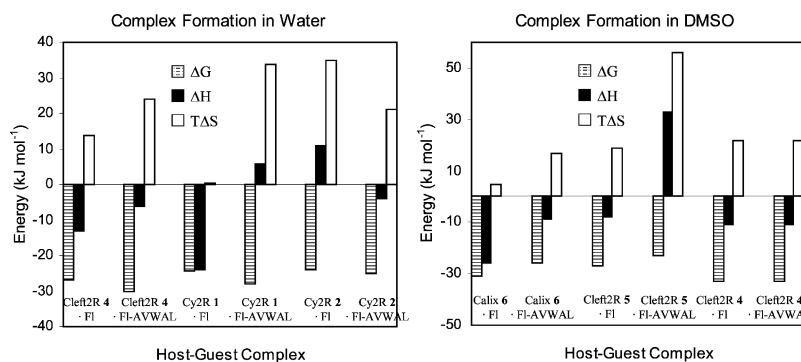 Complex Formation in Water
Energy (kJ mol⁻¹)
40
30
20
10
0
-10
-20
-30
-40
ΔG
ΔH
TΔS
Cleft2R 4 · Fl
Cleft2R 4 · Fl-AVWAL
Cy2R 1 · Fl
Cy2R 1 · Fl-AVWAL
Cy2R 2 · Fl
Cy2R 2 · Fl-AVWAL
Host-Guest Complex
Complex Formation in DMSO
Energy (kJ mol⁻¹)
50
30
10
-10
-30
-50
ΔG
ΔH
TΔS
Calix 6 · Fl
Calix 6 · Fl-AVWAL
Cleft2R 5 · Fl
Cleft2R 5 · Fl-AVWAL
Cleft2R 4 · Fl
Cleft2R 4 · Fl-AVWAL
Host-Guest Complex